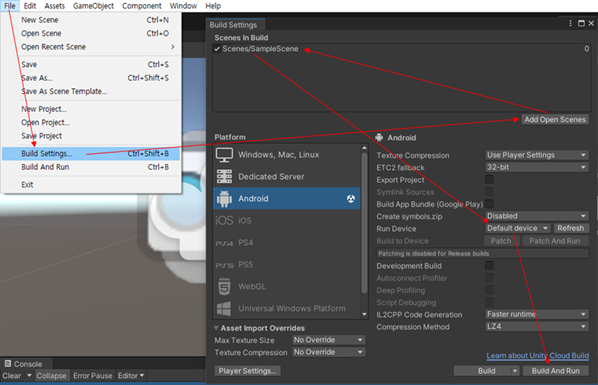 File Edit Assets GameObject Component Window Help
New Scene Ctrl+N
Open Scene Ctrl+O
Open Recent Scene
Save Ctrl+S
Save As... Ctrl+Shift+S
Save As Scene Template...
New Project...
Open Project...
Save Project
Build Settings... Ctrl+Shift+B
Build And Run Ctrl+B
Exit
Build Settings
Scenes In Build
Scenes/SampleScene 0
Add Open Scenes
Platform
Windows, Mac, Linux
Dedicated Server
Android
iOS iOS
PS4 PS4
PS5 PS5
WebGL
Universal Windows Platform
Android
Texture Compression Use Player Settings
ETC2 fallback 32-bit
Export Project
Symlink Sources
Build App Bundle (Google Play)
Create symbols.zip Disabled
Run Device Default device Refresh
Build to Device Patch Patch And Run
Patching is disabled for Release builds
Development Build
Autoconnect Profiler
Deep Profiling
Script Debugging
IL2CPP Code Generation Faster runtime
Compression Method LZ4
Asset Import Overrides
Max Texture Size No Override
Texture Compression No Override
Learn about Unity Cloud Build
Player Settings... Build Build And Run
Console
Clear Collapse Error Pause Editor